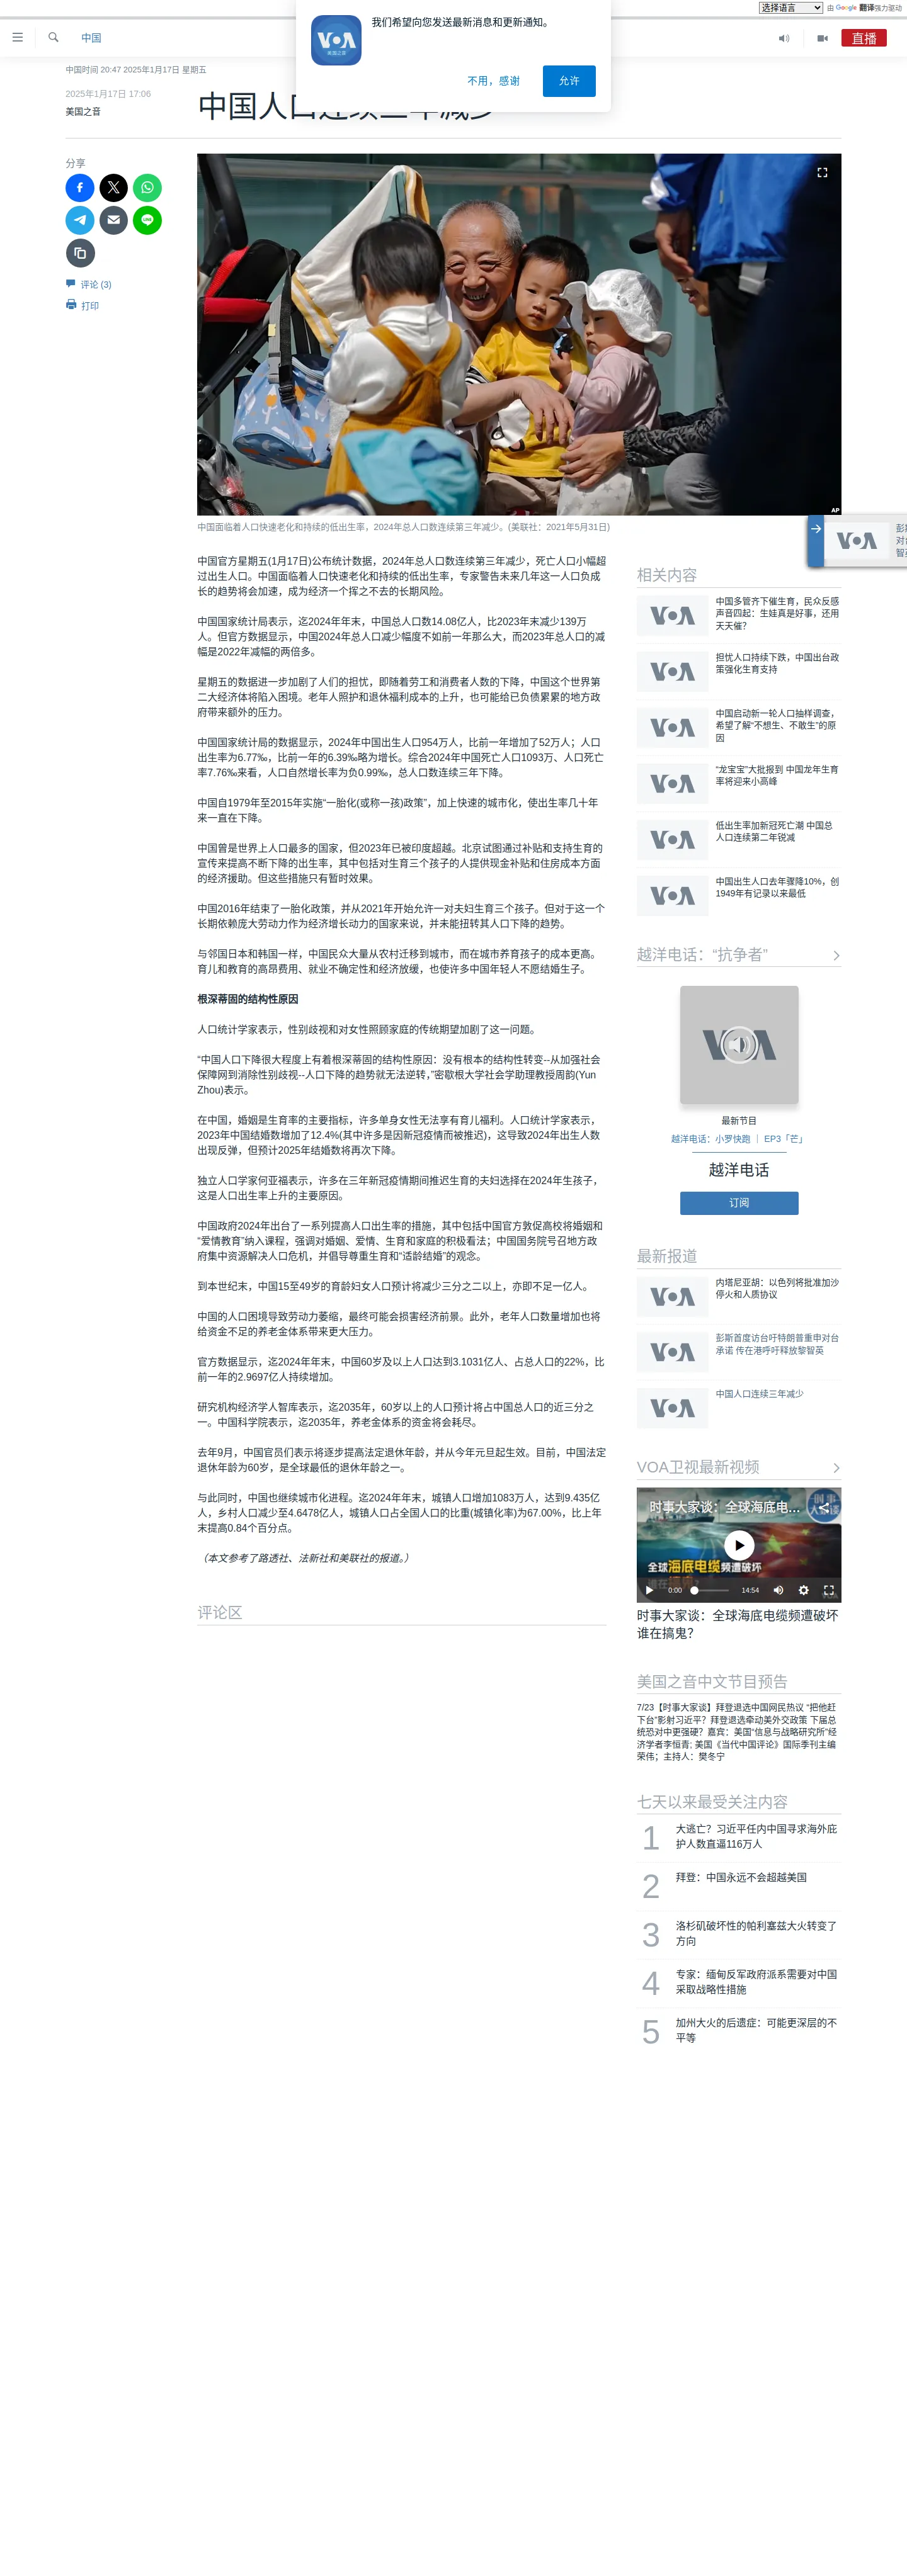 选择语言
由 Google 翻译强力驱动
中国
直播
VOA
美国之音
我们希望向您发送最新消息和更新通知。
不用，感谢
允许
中国时间 20:47 2025年1月17日 星期五
2025年1月17日 17:06
美国之音
中国人口连续三年减少
分享
评论 (3)
打印
AP
中国面临着人口快速老化和持续的低出生率，2024年总人口数连续第三年减少。(美联社：2021年5月31日)
中国官方星期五(1月17日)公布统计数据，2024年总人口数连续第三年减少，死亡人口小幅超
过出生人口。中国面临着人口快速老化和持续的低出生率，专家警告未来几年这一人口负成
长的趋势将会加速，成为经济一个挥之不去的长期风险。
中国国家统计局表示，迄2024年年末，中国总人口数14.08亿人，比2023年末减少139万
人。但官方数据显示，中国2024年总人口减少幅度不如前一年那么大，而2023年总人口的减
幅是2022年减幅的两倍多。
星期五的数据进一步加剧了人们的担忧，即随着劳工和消费者人数的下降，中国这个世界第
二大经济体将陷入困境。老年人照护和退休福利成本的上升，也可能给已负债累累的地方政
府带来额外的压力。
中国国家统计局的数据显示，2024年中国出生人口954万人，比前一年增加了52万人；人口
出生率为6.77‰，比前一年的6.39‰略为增长。综合2024年中国死亡人口1093万、人口死亡
率7.76‰来看，人口自然增长率为负0.99‰，总人口数连续三年下降。
中国自1979年至2015年实施“一胎化(或称一孩)政策”，加上快速的城市化，使出生率几十年
来一直在下降。
中国曾是世界上人口最多的国家，但2023年已被印度超越。北京试图通过补贴和支持生育的
宣传来提高不断下降的出生率，其中包括对生育三个孩子的人提供现金补贴和住房成本方面
的经济援助。但这些措施只有暂时效果。
中国2016年结束了一胎化政策，并从2021年开始允许一对夫妇生育三个孩子。但对于这一个
长期依赖庞大劳动力作为经济增长动力的国家来说，并未能扭转其人口下降的趋势。
与邻国日本和韩国一样，中国民众大量从农村迁移到城市，而在城市养育孩子的成本更高。
育儿和教育的高昂费用、就业不确定性和经济放缓，也使许多中国年轻人不愿结婚生子。
根深蒂固的结构性原因
人口统计学家表示，性别歧视和对女性照顾家庭的传统期望加剧了这一问题。
“中国人口下降很大程度上有着根深蒂固的结构性原因：没有根本的结构性转变--从加强社会
保障网到消除性别歧视--人口下降的趋势就无法逆转，”密歇根大学社会学助理教授周韵(Yun
Zhou)表示。
在中国，婚姻是生育率的主要指标，许多单身女性无法享有育儿福利。人口统计学家表示，
2023年中国结婚数增加了12.4%(其中许多是因新冠疫情而被推迟)，这导致2024年出生人数
出现反弹，但预计2025年结婚数将再次下降。
独立人口学家何亚福表示，许多在三年新冠疫情期间推迟生育的夫妇选择在2024年生孩子，
这是人口出生率上升的主要原因。
中国政府2024年出台了一系列提高人口出生率的措施，其中包括中国官方敦促高校将婚姻和
“爱情教育”纳入课程，强调对婚姻、爱情、生育和家庭的积极看法；中国国务院号召地方政
府集中资源解决人口危机，并倡导尊重生育和“适龄结婚”的观念。
到本世纪末，中国15至49岁的育龄妇女人口预计将减少三分之二以上，亦即不足一亿人。
中国的人口困境导致劳动力萎缩，最终可能会损害经济前景。此外，老年人口数量增加也将
给资金不足的养老金体系带来更大压力。
官方数据显示，迄2024年年末，中国60岁及以上人口达到3.1031亿人、占总人口的22%，比
前一年的2.9697亿人持续增加。
研究机构经济学人智库表示，迄2035年，60岁以上的人口预计将占中国总人口的近三分之
一。中国科学院表示，迄2035年，养老金体系的资金将会耗尽。
去年9月，中国官员们表示将逐步提高法定退休年龄，并从今年元旦起生效。目前，中国法定
退休年龄为60岁，是全球最低的退休年龄之一。
与此同时，中国也继续城市化进程。迄2024年年末，城镇人口增加1083万人，达到9.435亿
人，乡村人口减少至4.6478亿人，城镇人口占全国人口的比重(城镇化率)为67.00%，比上年
末提高0.84个百分点。
（本文参考了路透社、法新社和美联社的报道。）
评论区
VOA
相关内容
VOA
中国多管齐下催生育，民众反感
声音四起：生娃真是好事，还用
天天催？
VOA
担忧人口持续下跌，中国出台政
策强化生育支持
VOA
中国启动新一轮人口抽样调查，
希望了解“不想生、不敢生”的原
因
VOA
“龙宝宝”大批报到 中国龙年生育
率将迎来小高峰
VOA
低出生率加新冠死亡潮 中国总
人口连续第二年锐减
VOA
中国出生人口去年骤降10%，创
1949年有记录以来最低
越洋电话：“抗争者”
VOA
最新节目
越洋电话：小罗快跑 ｜ EP3「芒」
越洋电话
订阅
最新报道
VOA
内塔尼亚胡：以色列将批准加沙
停火和人质协议
VOA
彭斯首度访台吁特朗普重申对台
承诺 传在港呼吁释放黎智英
VOA
中国人口连续三年减少
VOA卫视最新视频
时事大家谈：全球海底电...
全球海底电缆频遭破坏
0:00
14:54
时事大家谈：全球海底电缆频遭破坏
谁在搞鬼？
美国之音中文节目预告
7/23【时事大家谈】拜登退选中国网民热议 “把他赶
下台”影射习近平？拜登退选牵动美外交政策 下届总
统恐对中更强硬？嘉宾：美国“信息与战略研究所”经
济学者李恒青; 美国《当代中国评论》国际季刊主编
荣伟；主持人：樊冬宁
七天以来最受关注内容
1
大逃亡？习近平任内中国寻求海外庇
护人数直逼116万人
2
拜登：中国永远不会超越美国
3
洛杉矶破坏性的帕利塞兹大火转变了
方向
4
专家：缅甸反军政府派系需要对中国
采取战略性措施
5
加州大火的后遗症：可能更深层的不
平等